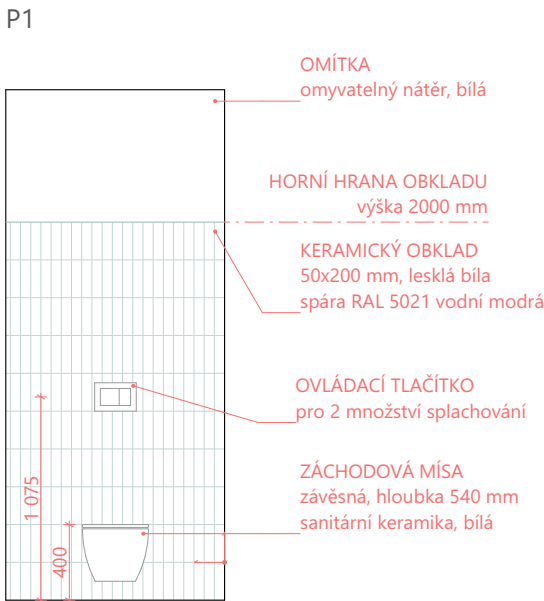 P1
OMÍTKA
omyvatelný nátěr, bílá
HORNÍ HRANA OBKLADU
výška 2000 mm
KERAMICKÝ OBKLAD
50x200 mm, lesklá bíla
spára RAL 5021 vodní modrá
OVLÁDACÍ TLAČÍTKO
pro 2 množství splachování
1 075
ZÁCHODOVÁ MÍSA
závěsná, hloubka 540 mm
sanitární keramika, bílá
400